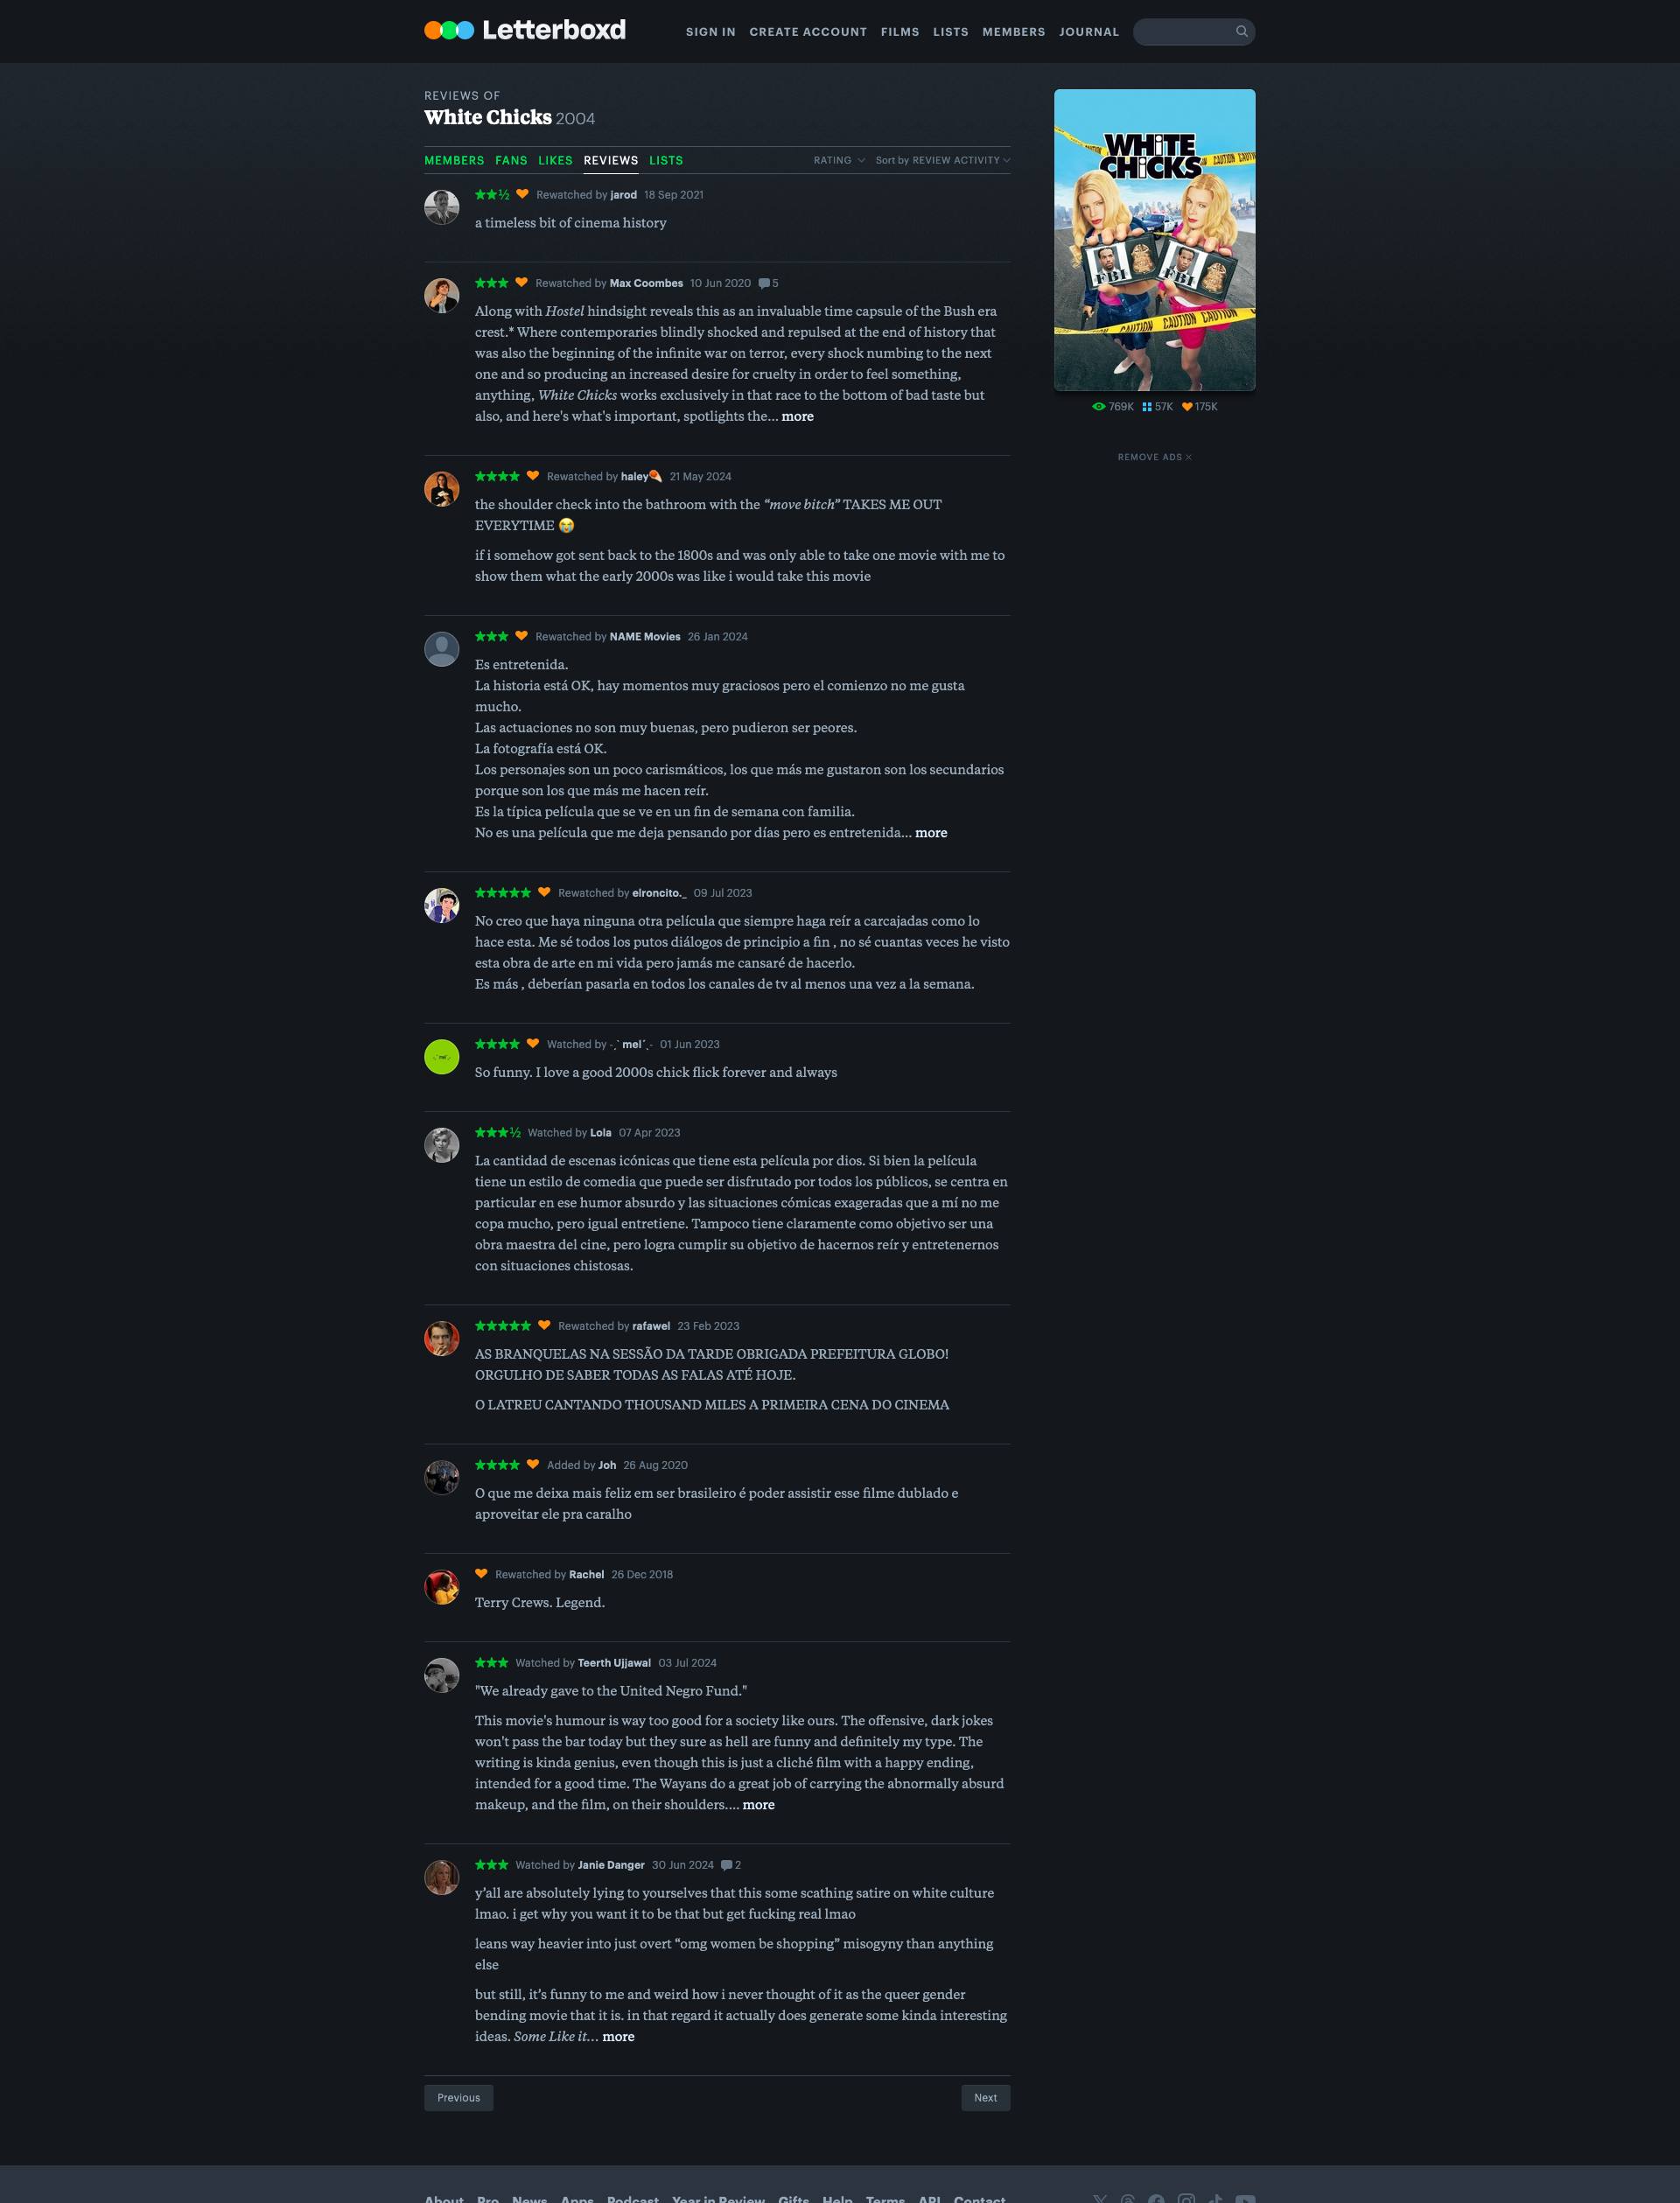 Letterboxd
SIGN IN CREATE ACCOUNT FILMS LISTS MEMBERS JOURNAL
REVIEWS OF
White Chicks 2004
MEMBERS FANS LIKES REVIEWS LISTS
RATING Sort by REVIEW ACTIVITY
★★½ Rewatched by jarod 18 Sep 2021
a timeless bit of cinema history
★★★ Rewatched by Max Coombes 10 Jun 2020 5
Along with Hostel hindsight reveals this as an invaluable time capsule of the Bush era
crest.* Where contemporaries blindly shocked and repulsed at the end of history that
was also the beginning of the infinite war on terror, every shock numbing to the next
one and so producing an increased desire for cruelty in order to feel something,
anything, White Chicks works exclusively in that race to the bottom of bad taste but
also, and here's what's important, spotlights the… more
★★★★ Rewatched by haley🍖 21 May 2024
the shoulder check into the bathroom with the “move bitch” TAKES ME OUT
EVERYTIME 😭
if i somehow got sent back to the 1800s and was only able to take one movie with me to
show them what the early 2000s was like i would take this movie
★★★ Rewatched by NAME Movies 26 Jan 2024
Es entretenida.
La historia está OK, hay momentos muy graciosos pero el comienzo no me gusta
mucho.
Las actuaciones no son muy buenas, pero pudieron ser peores.
La fotografía está OK.
Los personajes son un poco carismáticos, los que más me gustaron son los secundarios
porque son los que más me hacen reír.
Es la típica película que se ve en un fin de semana con familia.
No es una película que me deja pensando por días pero es entretenida… more
★★★★★ Rewatched by elroncito._ 09 Jul 2023
No creo que haya ninguna otra película que siempre haga reír a carcajadas como lo
hace esta. Me sé todos los putos diálogos de principio a fin , no sé cuantas veces he visto
esta obra de arte en mi vida pero jamás me cansaré de hacerlo.
Es más , deberían pasarla en todos los canales de tv al menos una vez a la semana.
★★★★ Watched by -ˏˋ mel ˊˎ- 01 Jun 2023
So funny. I love a good 2000s chick flick forever and always
★★★½ Watched by Lola 07 Apr 2023
La cantidad de escenas icónicas que tiene esta película por dios. Si bien la película
tiene un estilo de comedia que puede ser disfrutado por todos los públicos, se centra en
particular en ese humor absurdo y las situaciones cómicas exageradas que a mí no me
copa mucho, pero igual entretiene. Tampoco tiene claramente como objetivo ser una
obra maestra del cine, pero logra cumplir su objetivo de hacernos reír y entretenernos
con situaciones chistosas.
★★★★★ Rewatched by rafawel 23 Feb 2023
AS BRANQUELAS NA SESSÃO DA TARDE OBRIGADA PREFEITURA GLOBO!
ORGULHO DE SABER TODAS AS FALAS ATÉ HOJE.
O LATREU CANTANDO THOUSAND MILES A PRIMEIRA CENA DO CINEMA
★★★★ Added by Joh 26 Aug 2020
O que me deixa mais feliz em ser brasileiro é poder assistir esse filme dublado e
aproveitar ele pra caralho
Rewatched by Rachel 26 Dec 2018
Terry Crews. Legend.
★★★ Watched by Teerth Ujjawal 03 Jul 2024
"We already gave to the United Negro Fund."
This movie's humour is way too good for a society like ours. The offensive, dark jokes
won't pass the bar today but they sure as hell are funny and definitely my type. The
writing is kinda genius, even though this is just a cliché film with a happy ending,
intended for a good time. The Wayans do a great job of carrying the abnormally absurd
makeup, and the film, on their shoulders.… more
★★★ Watched by Janie Danger 30 Jun 2024 2
y’all are absolutely lying to yourselves that this some scathing satire on white culture
lmao. i get why you want it to be that but get fucking real lmao
leans way heavier into just overt “omg women be shopping” misogyny than anything
else
but still, it’s funny to me and weird how i never thought of it as the queer gender
bending movie that it is. in that regard it actually does generate some kinda interesting
ideas. Some Like it… more
Previous
Next
WHiTE
CHiCKS
CAUTION CAUTION
FBI
FBI
CAUTION CAUTION CAUTION
769K 57K 175K
REMOVE ADS
About Pro News Apps Podcast Year in Review Gifts Help Terms API Contact